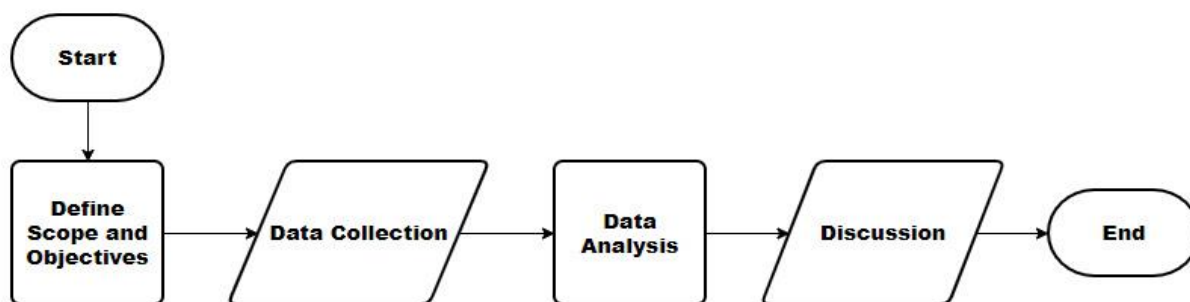 Start
Define
Scope and
Objectives
Data Collection
Data
Analysis
Discussion
End